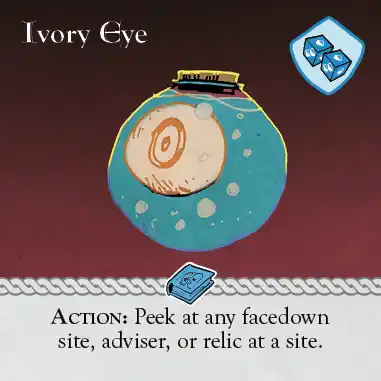 Ivory Eye
ACTION: Peek at any facedown
site, adviser, or relic at a site.